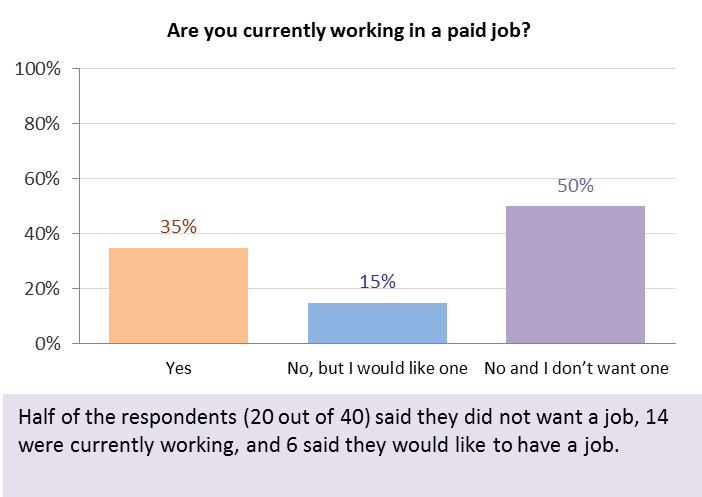 Are you currently working in a paid job?
100%
80%
60%
40%
20%
0%
35%
15%
50%
Yes
No, but I would like one
No and I don’t want one
Half of the respondents (20 out of 40) said they did not want a job, 14
were currently working, and 6 said they would like to have a job.